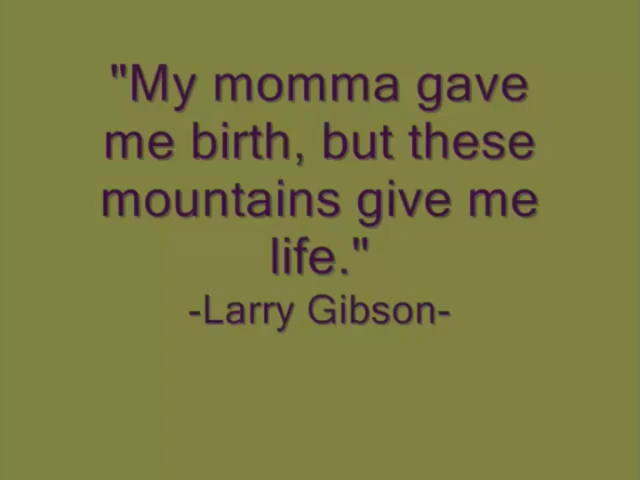 "My momma gave
me birth, but these
mountains give me
life."
-Larry Gibson-